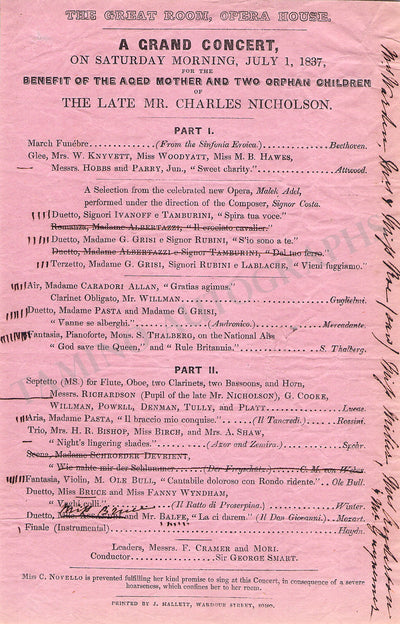 THE GREAT ROOM, OPERA HOUSE.
A GRAND CONCERT,
ON SATURDAY MORNING, JULY 1, 1837,
FOR THE
BENEFIT OF THE AGED MOTHER AND TWO ORPHAN CHILDREN
OF
THE LATE MR. CHARLES NICHOLSON.
PART I.
March Funébre (From the Sinfonia Eroica.) Beethoven.
Glee, Mrs. W. KNYVETT, Miss WOODYATT, Miss M. B. HAWES,
Messrs. HOBBS and PARRY, Jun., "Sweet charity." Attwood.
A Selection from the celebrated new Opera, Malek Adel,
performed under the direction of the Composer, Signor Costa.
Duetto, Signori IVANOFF e TAMBURINI, "Spira tua voce."
Romanza, Madame ALBERTAZZI, "Il crociato cavalier."
Duetto, Madame G. GRISI e Signor RUBINI, "S'io sono a te."
Duetto, Madame ALBERTAZZI e Signor TAMBURINI, "Dal tuo ferro."
Terzetto, Madame G. GRISI, Signori RUBINI e LABLACHE, "Vieni fuggiamo."
Air, Madame CARADORI ALLAN, "Gratias agimus."
Clarinet Obligato, Mr. WILLMAN. Guglielmi.
Duetto, Madame PASTA and Madame G. GRISI,
"Vanne se alberghi." (Andronico.) Mercadante.
Fantasia, Pianoforte, Mons. S. THALBERG, on the National Airs
"God save the Queen," and "Rule Britannia." S. Thalberg.
PART II.
Septetto (MS.) for Flute, Oboe, two Clarinets, two Bassoons, and Horn,
Messrs. RICHARDSON (Pupil of the late Mr. NICHOLSON), G. COOKE,
WILLMAN, POWELL, DENMAN, TULLY, and PLATT. Lucas.
Aria, Madame PASTA, "Il braccio mio conquise." (Il Tancredi.) Rossini.
Trio, Mrs. H. R. BISHOP, Miss BIRCH, and Mrs. A. SHAW,
"Night's lingering shades." (Azor and Zemira.) Spohr.
Scena, Madame SCHROEDER DEVRIENT,
"Wie nahte mir der Schlummer." (Der Freyschutz.) C. M. von Weber.
Fantasia, Violin, M. OLE BULL, "Cantabile doloroso con Rondo ridente." Ole Bull.
Duetto, Miss BRUCE and Miss FANNY WYNDHAM,
(Il Ratto di Proserpina.) Winter.
Miss Bruce
Duetto, and Mr. BALFE, "La ci darem." (Il Don Giovanni.) Mozart.
Finale (Instrumental) Haydn.
Leaders, Messrs. F. CRAMER and MORI.
Conductor Sir GEORGE SMART.
Miss C. NOVELLO is prevented fulfilling her kind promise to sing at this Concert, in consequence of a severe
hoarseness, which confines her to her room.
PRINTED BY J. HALLETT, WARDOUR STREET, SOHO.